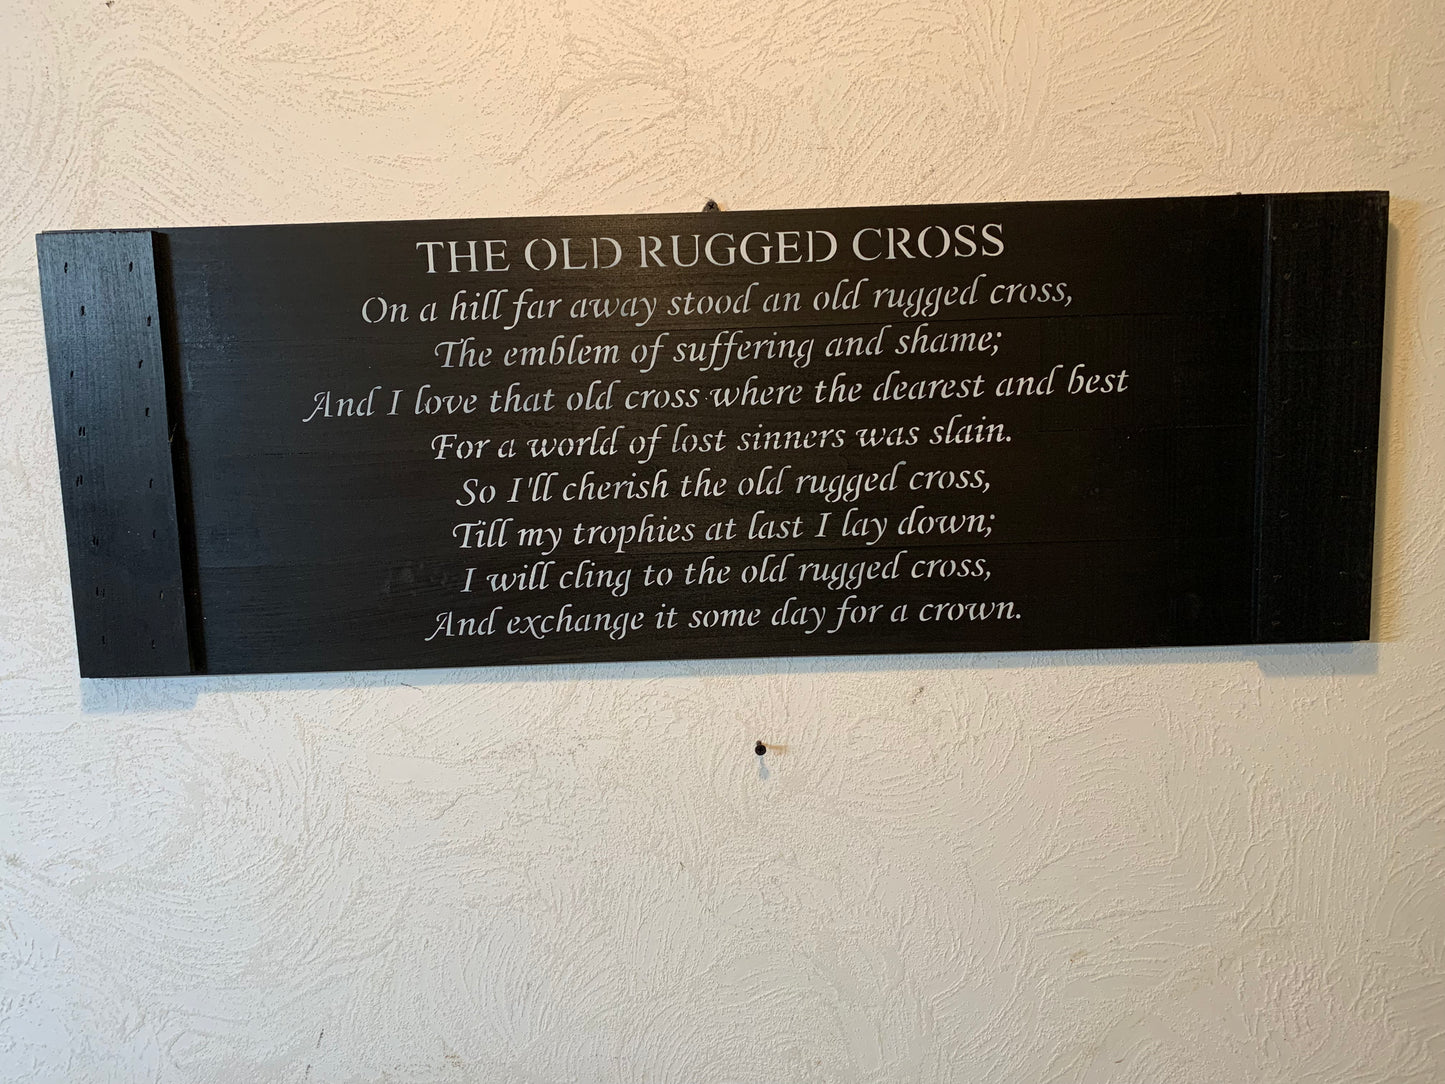 THE OLD RUGGED CROSS
On a hill far away stood an old rugged cross,
The emblem of suffering and shame;
And I love that old cross where the dearest and best
For a world of lost sinners was slain.
So I'll cherish the old rugged cross,
Till my trophies at last I lay down;
I will cling to the old rugged cross,
And exchange it some day for a crown.